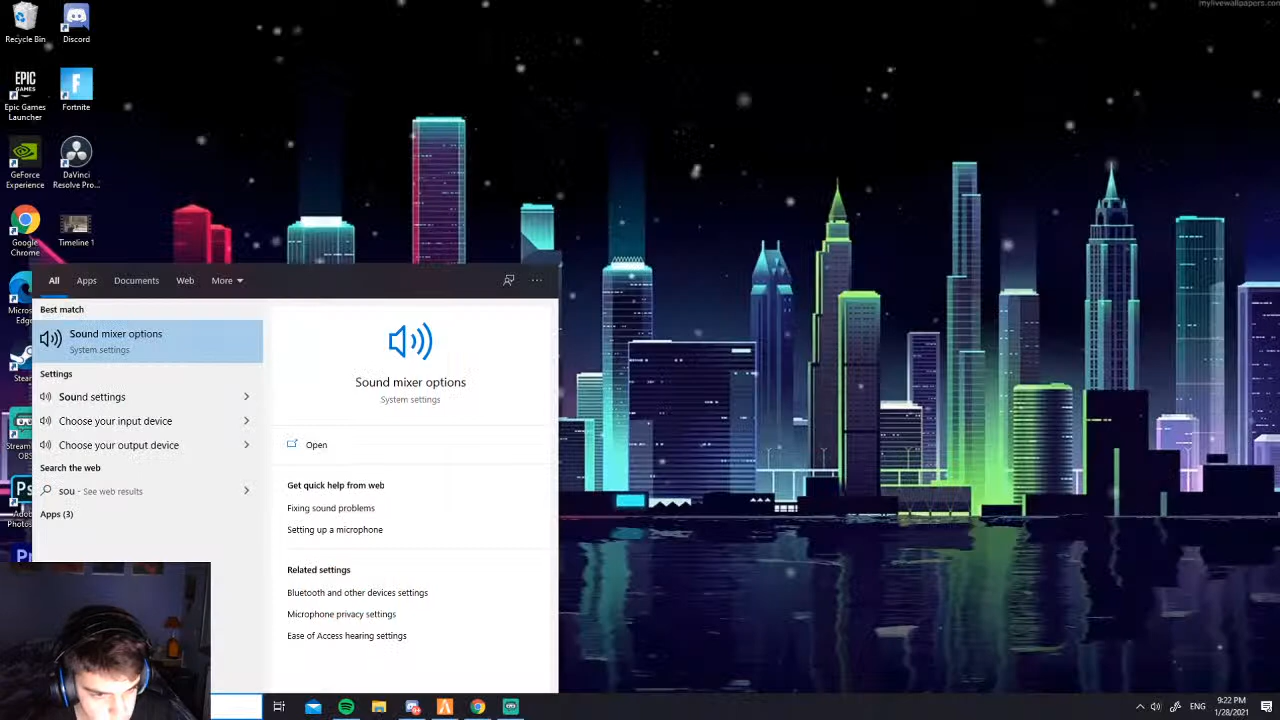 mylivewallpapers.com
Recycle Bin
Discord
EPIC
GAMES
Epic Games
Launcher
Fortnite
GeForce
Experience
DaVinci
Resolve Pro...
Google
Chrome
Timeline 1
All
Apps
Documents
Web
More
Best match
Sound mixer options
System settings
Settings
Sound settings
Choose your input device
Choose your output device
Search the web
sou - See web results
Apps (3)
Sound mixer options
System settings
Open
Get quick help from web
Fixing sound problems
Setting up a microphone
Related settings
Bluetooth and other devices settings
Microphone privacy settings
Ease of Access hearing settings
ENG
9:22 PM
1/28/2021